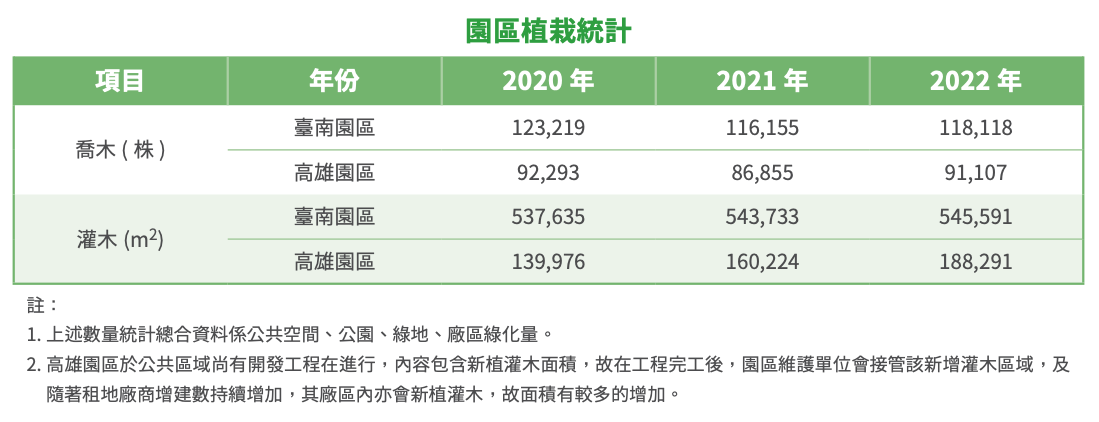 園區植栽統計
項目 年份 2020 年 2021 年 2022 年
喬木 ( 株 ) 臺南園區 123,219 116,155 118,118
高雄園區 92,293 86,855 91,107
灌木 (m²) 臺南園區 537,635 543,733 545,591
高雄園區 139,976 160,224 188,291
註：
1. 上述數量統計總合資料係公共空間、公園、綠地、廠區綠化量。
2. 高雄園區於公共區域尚有開發工程在進行，內容包含新植灌木面積，故在工程完工後，園區維護單位會接管該新增灌木區域，及
隨著租地廠商增建數持續增加，其廠區內亦會新植灌木，故面積有較多的增加。